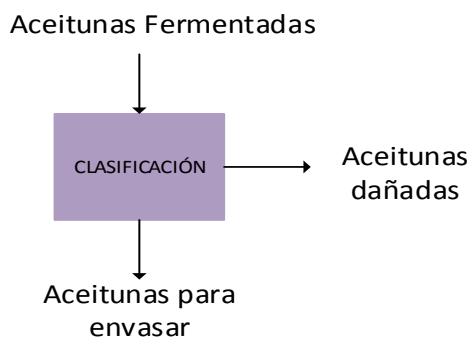 Aceitunas Fermentadas
CLASIFICACIÓN
Aceitunas
dañadas
Aceitunas para
envasar